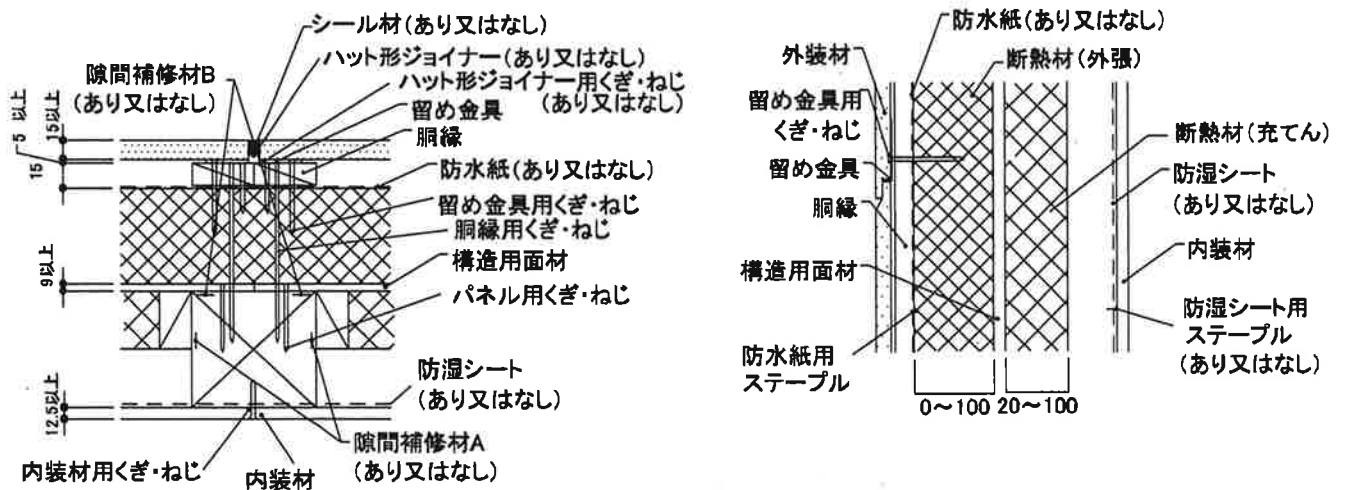 シール材(あり又はなし)
ハット形ジョイナー(あり又はなし)
ハット形ジョイナー用くぎ・ねじ
(あり又はなし)
隙間補修材B
(あり又はなし)
留め金具
胴縁
防水紙(あり又はなし)
留め金具用くぎ・ねじ
胴縁用くぎ・ねじ
構造用面材
パネル用くぎ・ねじ
防湿シート
(あり又はなし)
隙間補修材A
(あり又はなし)
内装材用くぎ・ねじ
内装材
5 以上
15以上
15
9以上
12.5以上
防水紙(あり又はなし)
外装材
断熱材(外張)
留め金具用
くぎ・ねじ
留め金具
胴縁
構造用面材
防水紙用
ステープル
断熱材(充てん)
防湿シート
(あり又はなし)
内装材
防湿シート用
ステープル
(あり又はなし)
0～100
20～100